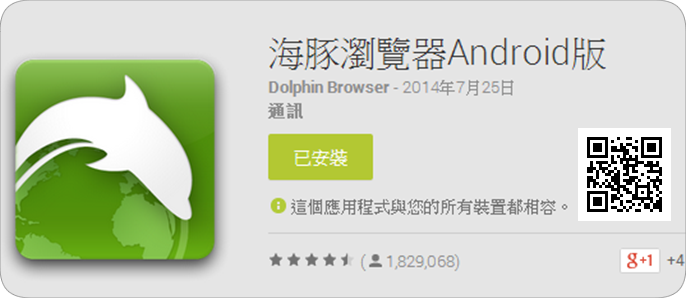 海豚瀏覽器Android版
Dolphin Browser - 2014年7月25日
通訊
已安裝
這個應用程式與您的所有裝置都相容。
(1,829,068)
g+1 +4